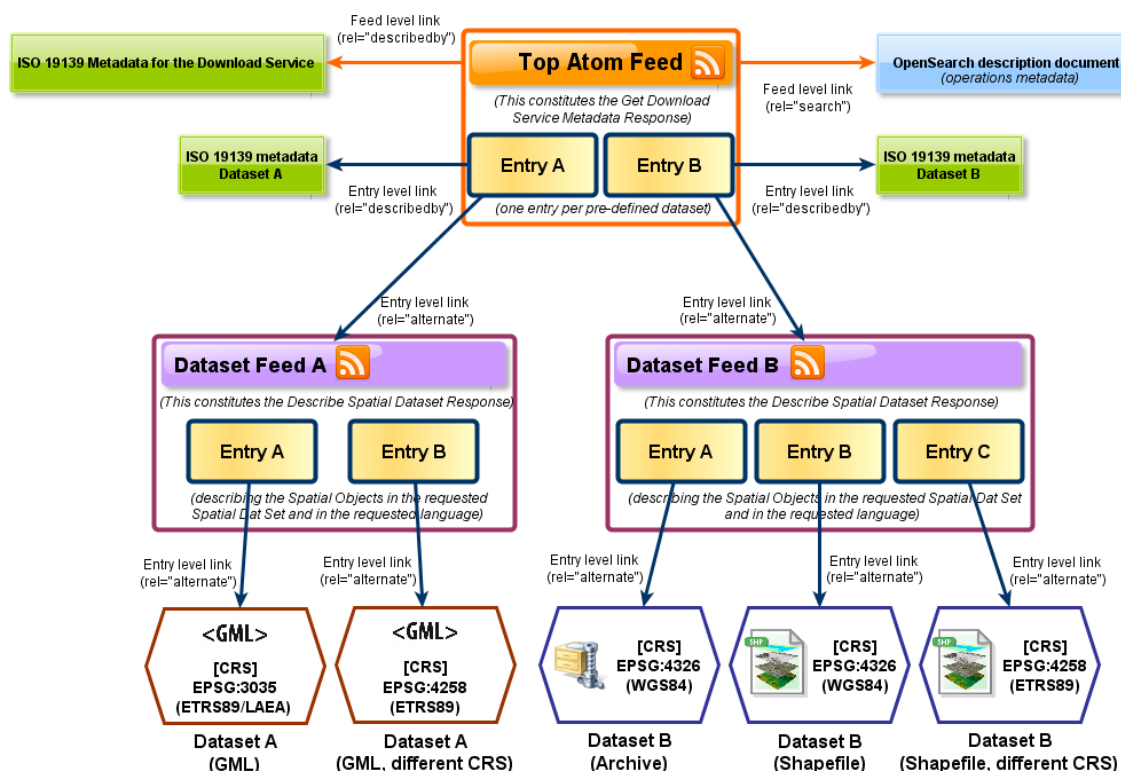 Feed level link
(rel="describedby")
ISO 19139 Metadata for the Download Service
Top Atom Feed
OpenSearch description document
(operations metadata)
Feed level link
(rel="search")
(This constitutes the Get Download
Service Metadata Response)
ISO 19139 metadata
Dataset A
Entry A
Entry B
ISO 19139 metadata
Dataset B
Entry level link
(rel="describedby")
(one entry per pre-defined dataset)
Entry level link
(rel="describedby")
Entry level link
(rel="alternate")
Entry level link
(rel="alternate")
Dataset Feed A
(This constitutes the Describe Spatial Dataset Response)
Entry A
Entry B
(describing the Spatial Objects in the requested
Spatial Dat Set and in the requested language)
Dataset Feed B
(This constitutes the Describe Spatial Dataset Response)
Entry A
Entry B
Entry C
(describing the Spatial Objects in the requested Spatial Dat Set
and in the requested language)
Entry level link
(rel="alternate")
Entry level link
(rel="alternate")
Entry level link
(rel="alternate")
Entry level link
(rel="alternate")
Entry level link
(rel="alternate")
<GML>
[CRS]
EPSG:3035
(ETRS89/LAEA)
Dataset A
(GML)
<GML>
[CRS]
EPSG:4258
(ETRS89)
Dataset A
(GML, different CRS)
[CRS]
EPSG:4326
(WGS84)
Dataset B
(Archive)
SHP
[CRS]
EPSG:4326
(WGS84)
Dataset B
(Shapefile)
SHP
[CRS]
EPSG:4258
(ETRS89)
Dataset B
(Shapefile, different CRS)